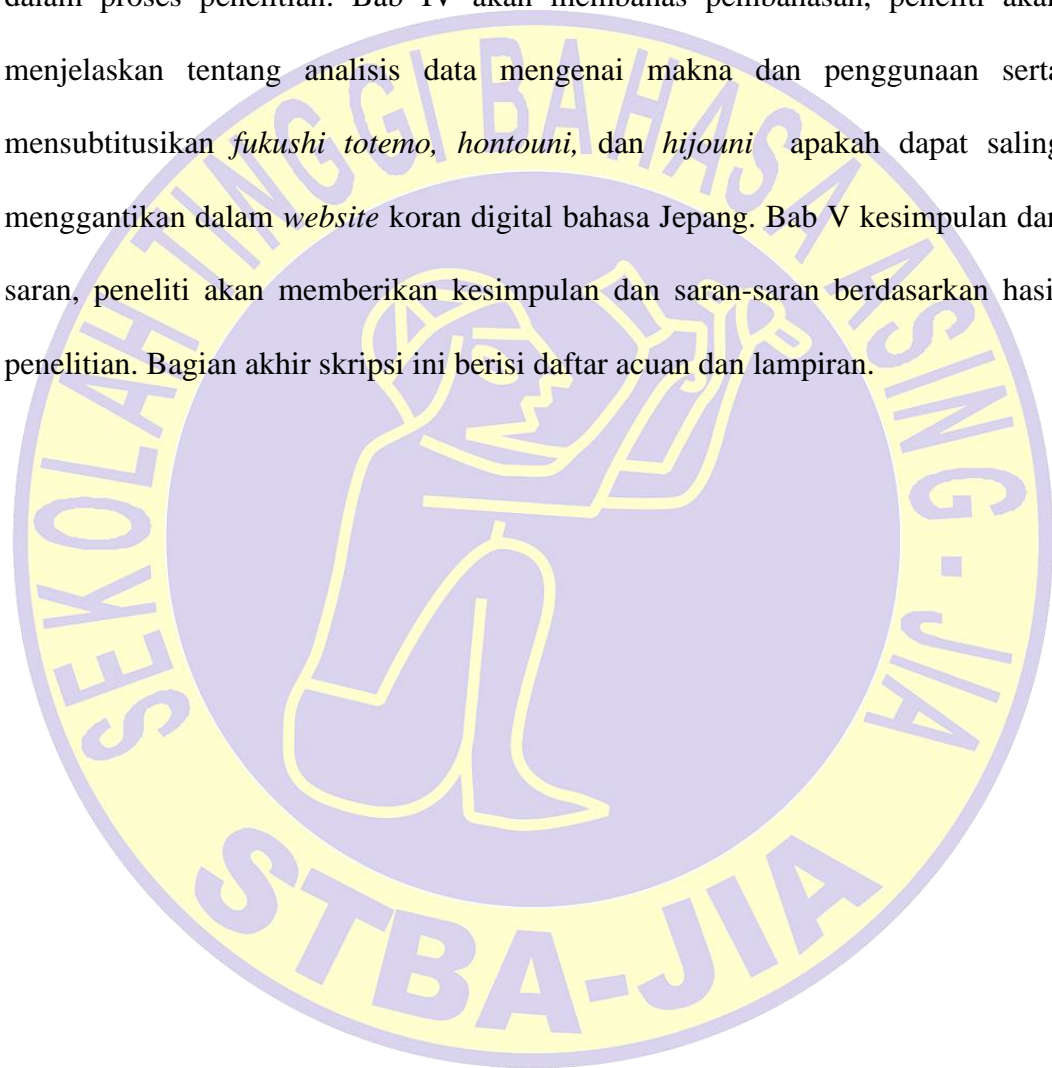 dalam proses penelitian. Bab IV akan membahas pembahasan, peneliti akan
menjelaskan tentang analisis data mengenai makna dan penggunaan serta
mensubtitusikan fukushi totemo, hontouni, dan hijouni apakah dapat saling
menggantikan dalam website koran digital bahasa Jepang. Bab V kesimpulan dan
saran, peneliti akan memberikan kesimpulan dan saran-saran berdasarkan hasil
penelitian. Bagian akhir skripsi ini berisi daftar acuan dan lampiran.
SEKOLAH TINGGI BAHASA ASING - JIA
STBA-JIA